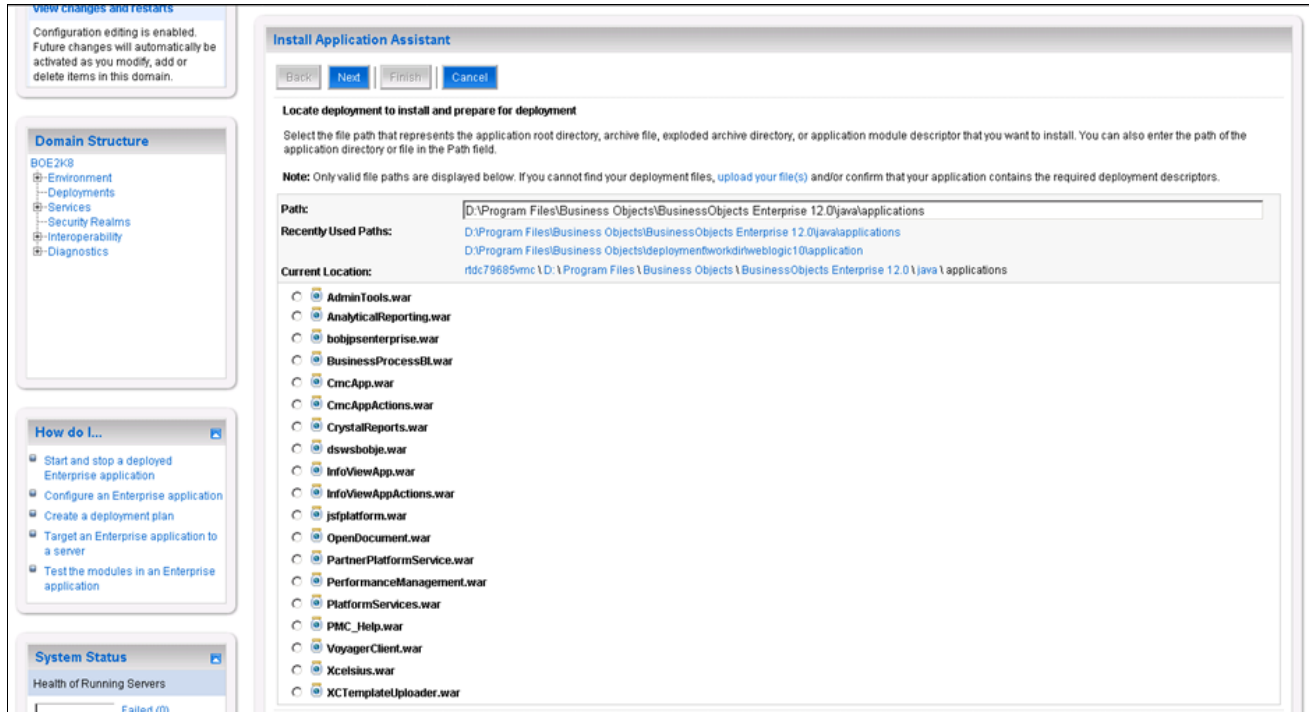 View changes and restarts
Configuration editing is enabled.
Future changes will automatically be
activated as you modify, add or
delete items in this domain.
Domain Structure
BOE2K8
Environment
Deployments
Services
Security Realms
Interoperability
Diagnostics
How do I...
Start and stop a deployed
Enterprise application
Configure an Enterprise application
Create a deployment plan
Target an Enterprise application to
a server
Test the modules in an Enterprise
application
System Status
Health of Running Servers
Failed (0)
Install Application Assistant
Back Next Finish Cancel
Locate deployment to install and prepare for deployment
Select the file path that represents the application root directory, archive file, exploded archive directory, or application module descriptor that you want to install. You can also enter the path of the
application directory or file in the Path field.
Note: Only valid file paths are displayed below. If you cannot find your deployment files, upload your file(s) and/or confirm that your application contains the required deployment descriptors.
Path: D:\Program Files\Business Objects\BusinessObjects Enterprise 12.0\java\applications
Recently Used Paths: D:\Program Files\Business Objects\BusinessObjects Enterprise 12.0\java\applications
D:\Program Files\Business Objects\deployment\workdir\weblogic10\application
Current Location: rtdc79685vmc \ D: \ Program Files \ Business Objects \ BusinessObjects Enterprise 12.0 \ java \ applications
AdminTools.war
AnalyticalReporting.war
bobjpsenterprise.war
BusinessProcessBI.war
CmcApp.war
CmcAppActions.war
CrystalReports.war
dswsbobje.war
InfoViewApp.war
InfoViewAppActions.war
jsfplatform.war
OpenDocument.war
PartnerPlatformService.war
PerformanceManagement.war
PlatformServices.war
PMC_Help.war
VoyagerClient.war
Xcelsius.war
XCTemplateUploader.war